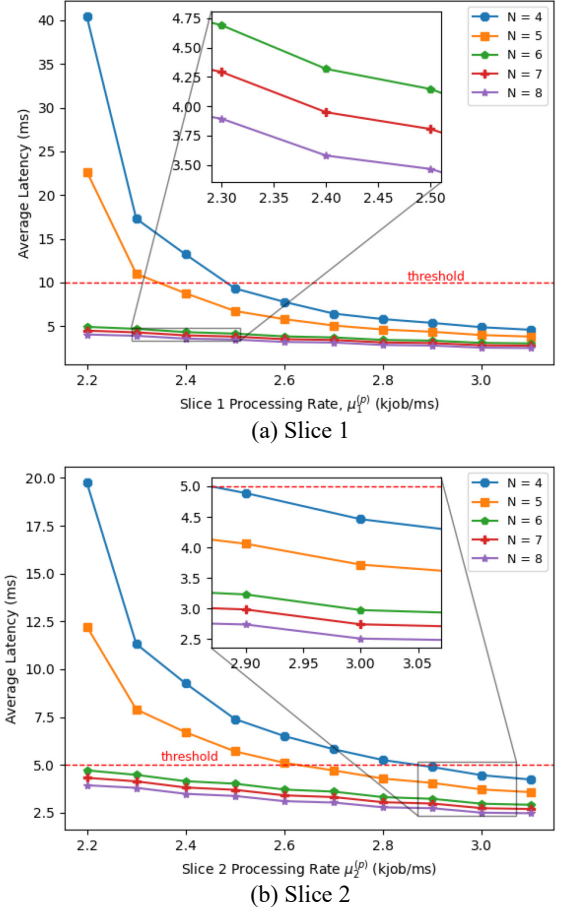 40
35
30
25
20
15
10
5
Average Latency (ms)
4.75
4.50
4.25
4.00
3.75
3.50
2.30 2.35 2.40 2.45 2.50
N = 4
N = 5
N = 6
N = 7
N = 8
threshold
2.2 2.4 2.6 2.8 3.0
Slice 1 Processing Rate, μ₁⁽ᵖ⁾ (kjob/ms)
(a) Slice 1
20.0
17.5
15.0
12.5
10.0
7.5
5.0
2.5
Average Latency (ms)
5.0
4.5
4.0
3.5
3.0
2.5
2.90 2.95 3.00 3.05
N = 4
N = 5
N = 6
N = 7
N = 8
threshold
2.2 2.4 2.6 2.8 3.0
Slice 2 Processing Rate μ₂⁽ᵖ⁾ (kjob/ms)
(b) Slice 2